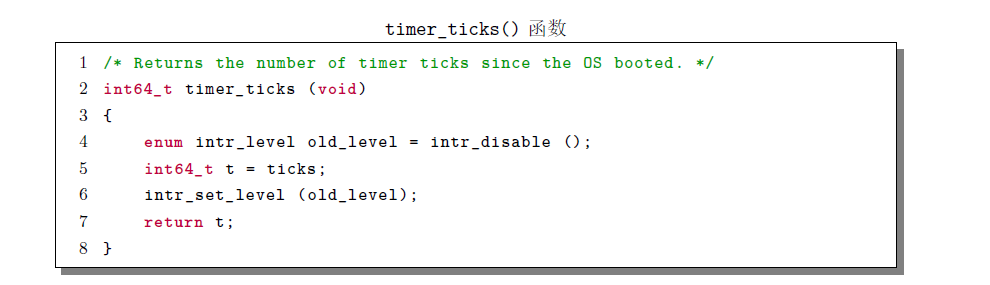 timer_ticks() 函数
1 /* Returns the number of timer ticks since the OS booted. */
2 int64_t timer_ticks (void)
3 {
4     enum intr_level old_level = intr_disable ();
5     int64_t t = ticks;
6     intr_set_level (old_level);
7     return t;
8 }